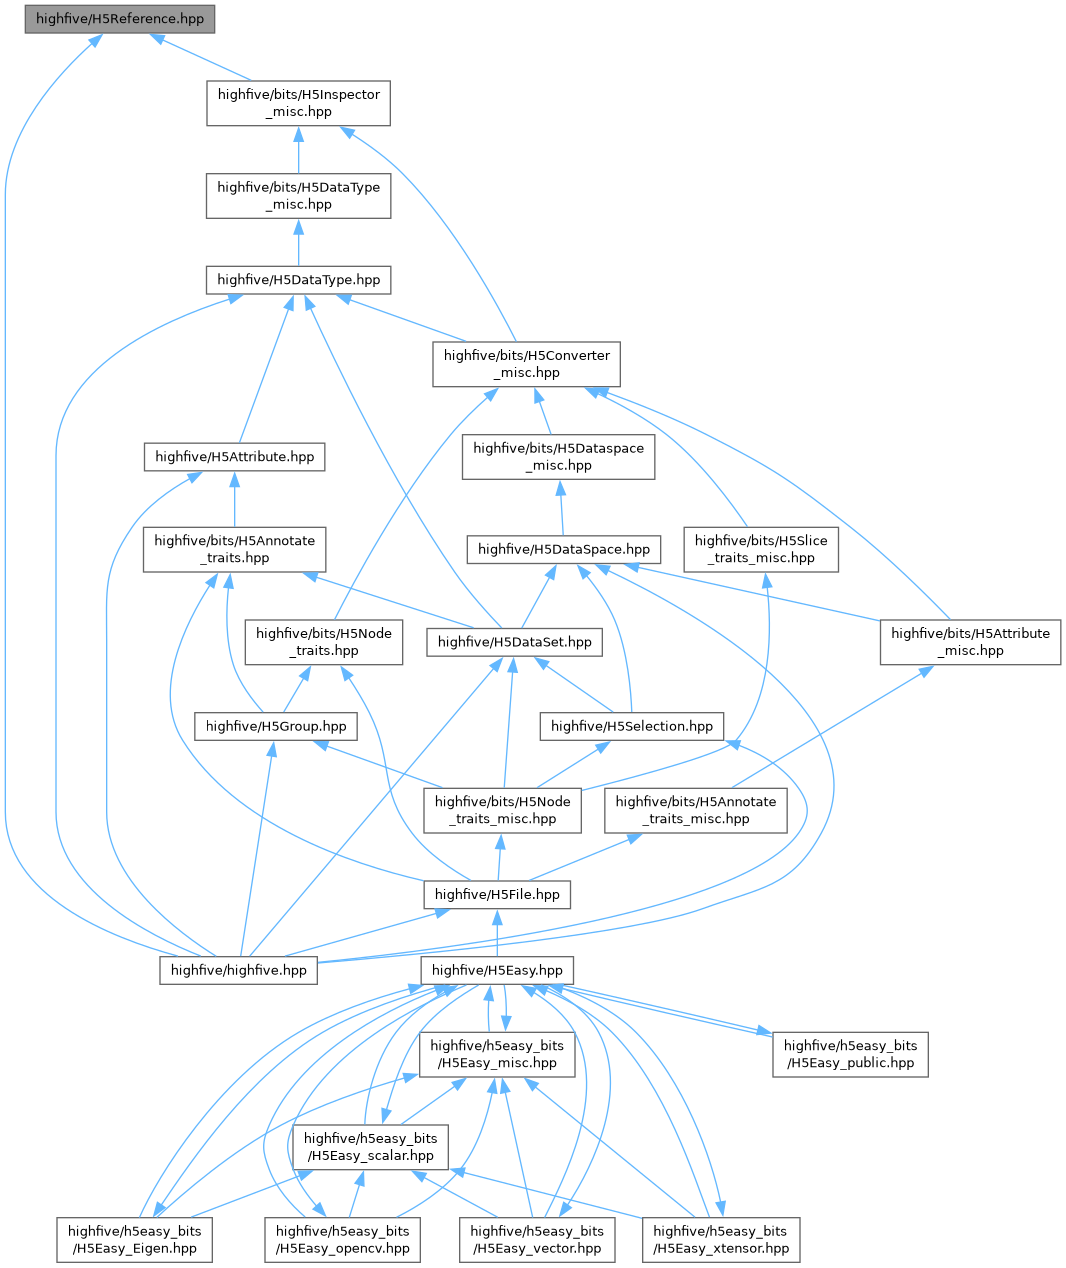 highfive/H5Reference.hpp
highfive/bits/H5Inspector
_misc.hpp
highfive/bits/H5DataType
_misc.hpp
highfive/H5DataType.hpp
highfive/bits/H5Converter
_misc.hpp
highfive/H5Attribute.hpp
highfive/bits/H5Dataspace
_misc.hpp
highfive/bits/H5Annotate
_traits.hpp
highfive/H5DataSpace.hpp
highfive/bits/H5Slice
_traits_misc.hpp
highfive/bits/H5Node
_traits.hpp
highfive/H5DataSet.hpp
highfive/bits/H5Attribute
_misc.hpp
highfive/H5Group.hpp
highfive/H5Selection.hpp
highfive/bits/H5Node
_traits_misc.hpp
highfive/bits/H5Annotate
_traits_misc.hpp
highfive/H5File.hpp
highfive/highfive.hpp
highfive/H5Easy.hpp
highfive/h5easy_bits
/H5Easy_misc.hpp
highfive/h5easy_bits
/H5Easy_public.hpp
highfive/h5easy_bits
/H5Easy_scalar.hpp
highfive/h5easy_bits
/H5Easy_Eigen.hpp
highfive/h5easy_bits
/H5Easy_opencv.hpp
highfive/h5easy_bits
/H5Easy_vector.hpp
highfive/h5easy_bits
/H5Easy_xtensor.hpp